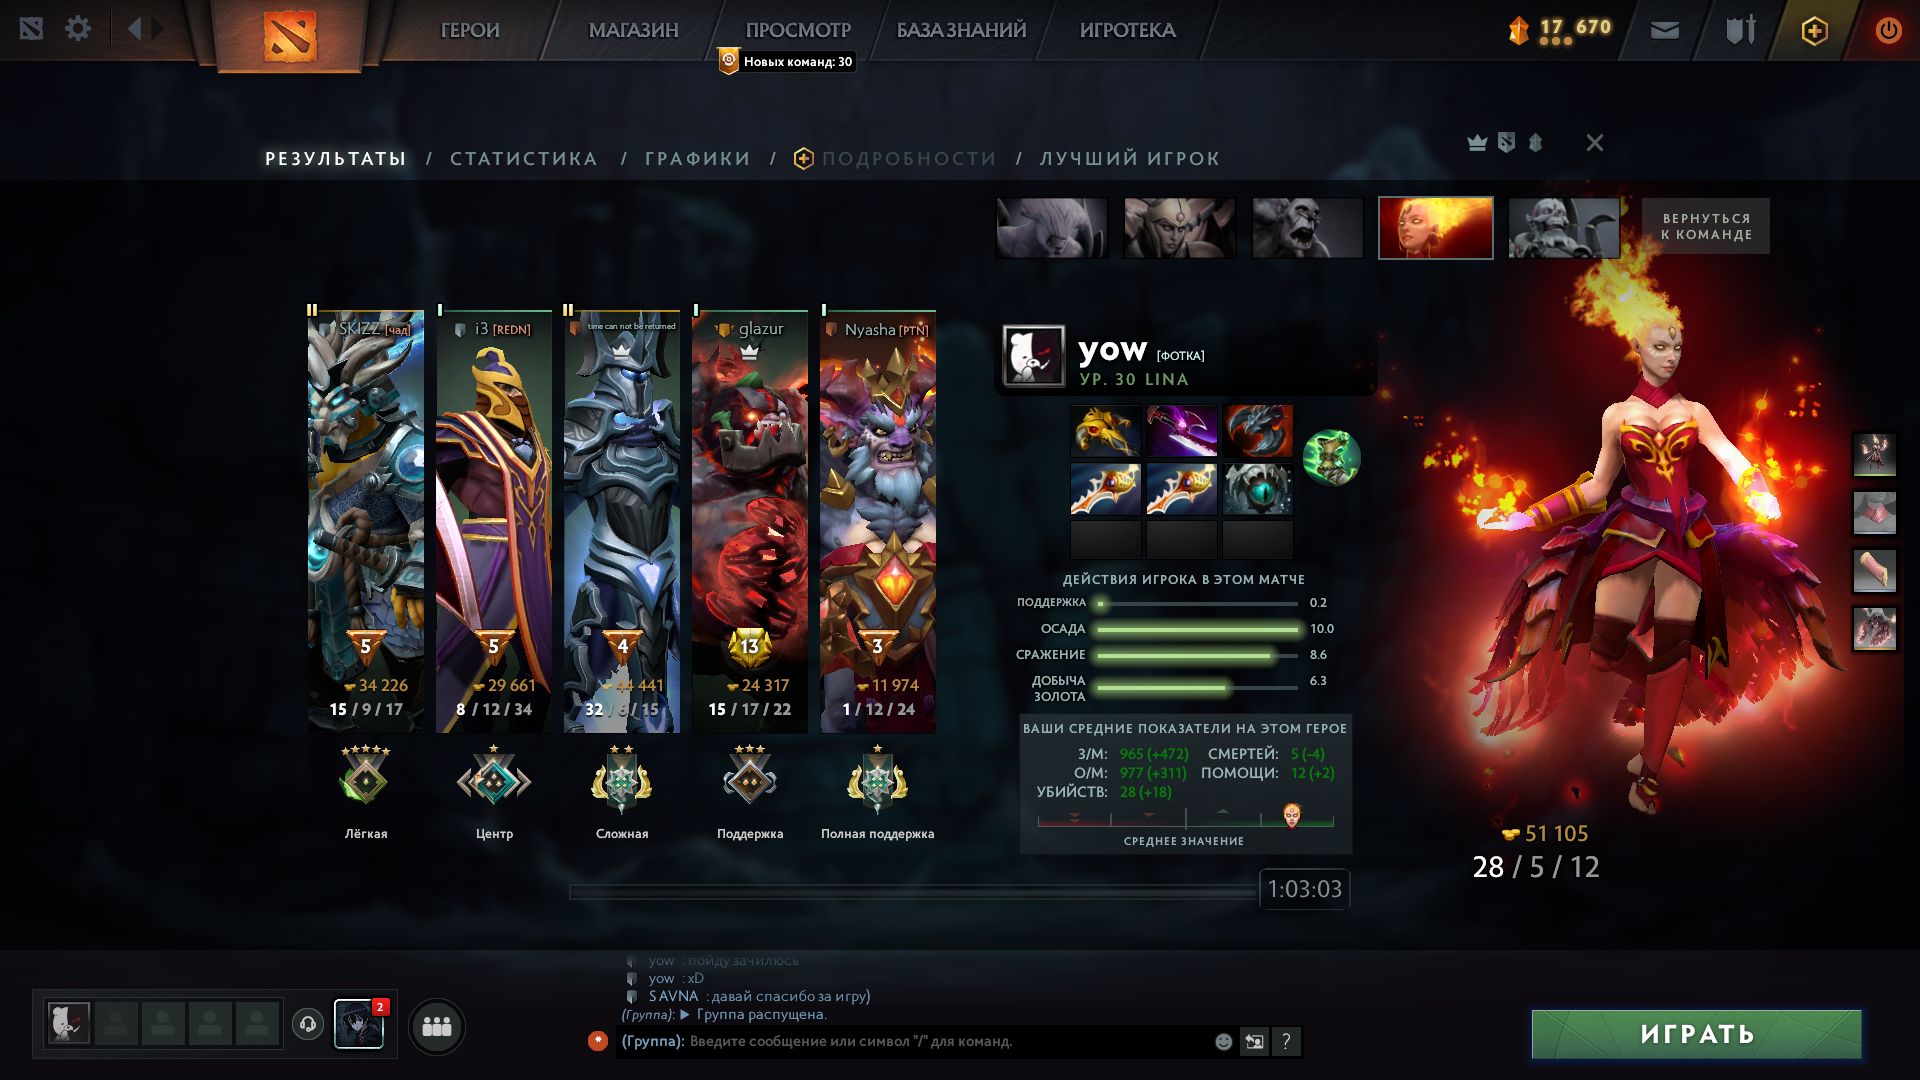 ГЕРОИ
МАГАЗИН
ПРОСМОТР
БАЗА ЗНАНИЙ
ИГРОТЕКА
17 670
Новых команд: 30
РЕЗУЛЬТАТЫ / СТАТИСТИКА / ГРАФИКИ / ПОДРОБНОСТИ / ЛУЧШИЙ ИГРОК
ВЕРНУТЬСЯ
К КОМАНДЕ
SKIZZ [чад]
i3 [REDN]
time can not be returned
glazur
Nyasha [PTN]
5
5
4
13
3
34 226
29 661
44 441
24 317
11 974
15 / 9 / 17
8 / 12 / 34
32 / 6 / 15
15 / 17 / 22
1 / 12 / 24
Лёгкая
Центр
Сложная
Поддержка
Полная поддержка
yow [ФОТКА]
УР. 30 LINA
ДЕЙСТВИЯ ИГРОКА В ЭТОМ МАТЧЕ
ПОДДЕРЖКА 0.2
ОСАДА 10.0
СРАЖЕНИЕ 8.6
ДОБЫЧА
ЗОЛОТА 6.3
ВАШИ СРЕДНИЕ ПОКАЗАТЕЛИ НА ЭТОМ ГЕРОЕ
З/М: 965 (+472) СМЕРТЕЙ: 5 (-4)
О/М: 977 (+311) ПОМОЩИ: 12 (+2)
УБИЙСТВ: 28 (+18)
СРЕДНЕЕ ЗНАЧЕНИЕ
51 105
28 / 5 / 12
1:03:03
yow : пойду зачилюсь
yow : xD
S AVNA : давай спасибо за игру)
(Группа): Группа распущена.
(Группа): Введите сообщение или символ "/" для команд.
?
2
ИГРАТЬ